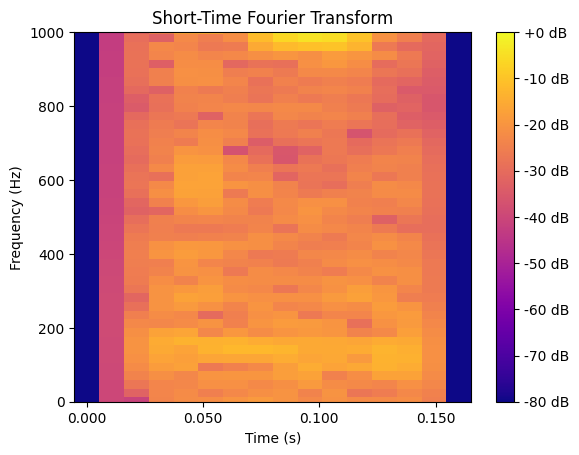 Short-Time Fourier Transform
Frequency (Hz)
1000
800
600
400
200
0
0.000
0.050
0.100
0.150
Time (s)
+0 dB
-10 dB
-20 dB
-30 dB
-40 dB
-50 dB
-60 dB
-70 dB
-80 dB